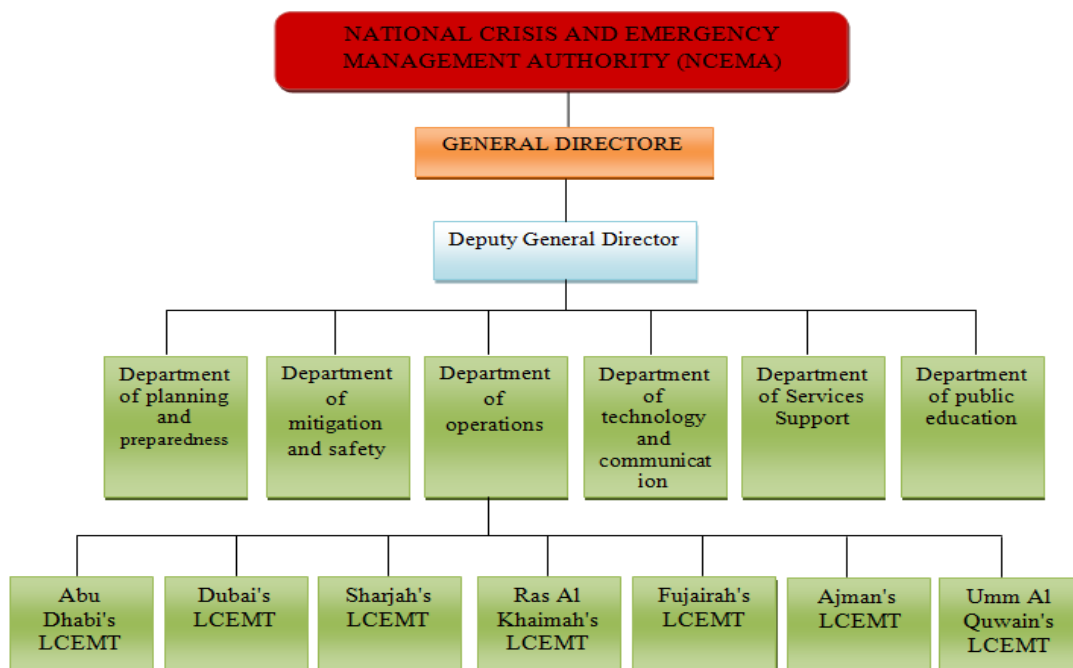 NATIONAL CRISIS AND EMERGENCY
MANAGEMENT AUTHORITY (NCEMA)
GENERAL DIRECTORE
Deputy General Director
Department
of planning
and
preparedness
Department
of
mitigation
and safety
Department
of
operations
Department
of
technology
and
communicat
ion
Department
of Services
Support
Department
of public
education
Abu
Dhabi's
LCEMT
Dubai's
LCEMT
Sharjah's
LCEMT
Ras Al
Khaimah's
LCEMT
Fujairah's
LCEMT
Ajman's
LCEMT
Umm Al
Quwain's
LCEMT